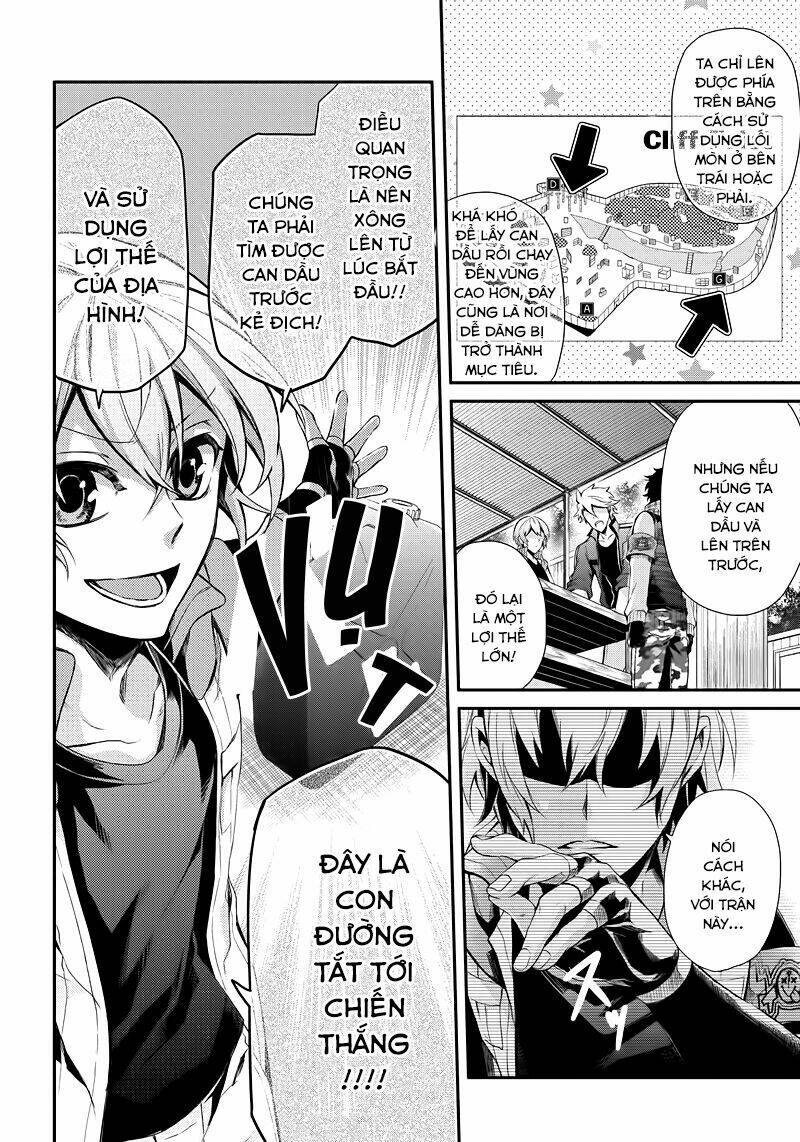 TA CHỈ LÊN
ĐƯỢC PHÍA
TRÊN BẰNG
CÁCH SỬ
DỤNG LỐI
MÒN Ở BÊN
TRÁI HOẶC
PHẢI.
Cliff
D
G
A
KHÁ KHÓ
ĐỂ LẤY CAN
DẦU RỒI CHẠY
ĐẾN VÙNG
CAO HƠN, ĐÂY
CŨNG LÀ NƠI
DỄ DÀNG BỊ
TRỞ THÀNH
MỤC TIÊU.
NHƯNG NẾU
CHÚNG TA
LẤY CAN
DẦU VÀ
LÊN TRÊN
TRƯỚC,
ĐÓ LẠI
LÀ MỘT
LỢI THẾ
LỚN!
NÓI
CÁCH
KHÁC,
VỚI TRẬN
NÀY...
ĐIỀU
QUAN
TRỌNG
LÀ NÊN
XÔNG
LÊN TỪ
LÚC BẮT
ĐẦU!!
CHÚNG
TA PHẢI
TÌM ĐƯỢC
CAN DẦU
TRƯỚC
KẺ ĐỊCH!
VÀ SỬ
DỤNG
LỢI THẾ
CỦA ĐỊA
HÌNH!
VỤT
ĐÂY LÀ
CON
ĐƯỜNG
TẮT TỚI
CHIẾN
THẮNG
!!!!